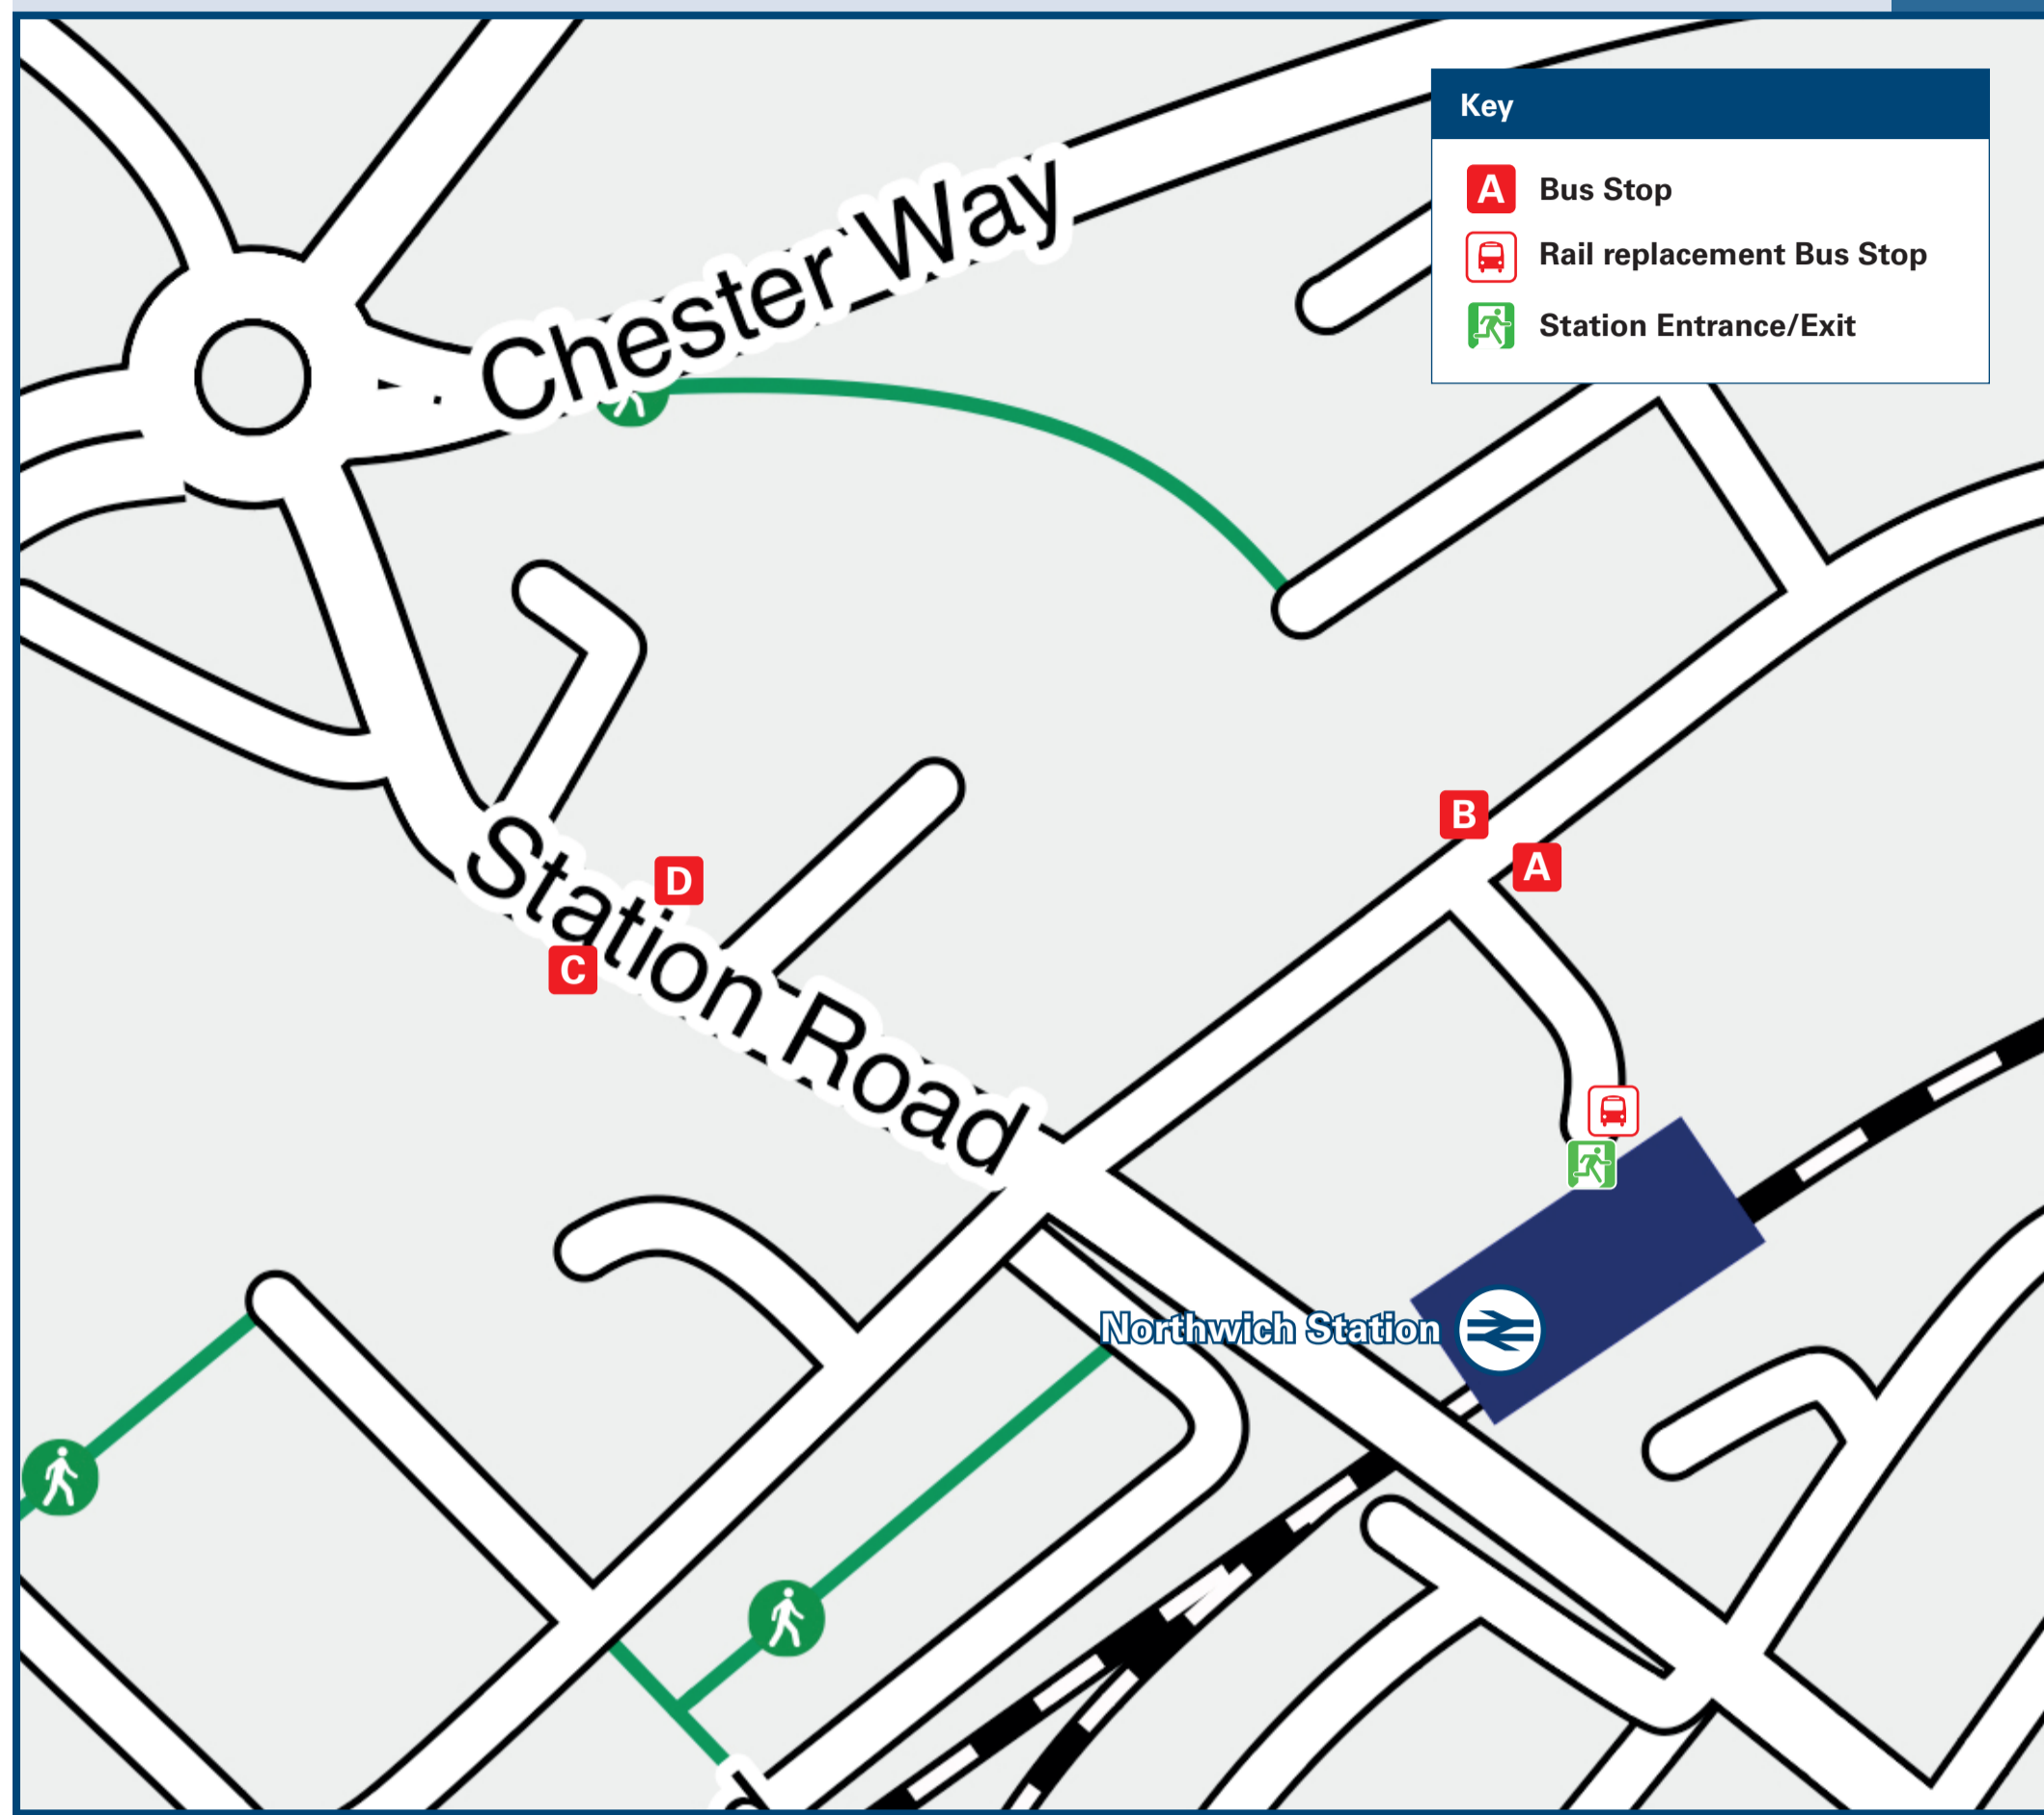 Key
A Bus Stop
Rail replacement Bus Stop
Station Entrance/Exit
Chester Way
B
A
D
C
Station Road
Northwich Station